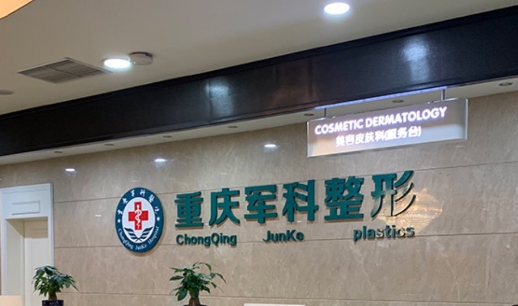 COSMETIC DERMATOLOGY
美容皮肤科(服务台)
重庆军科整形
ChongQing JunKe plastics